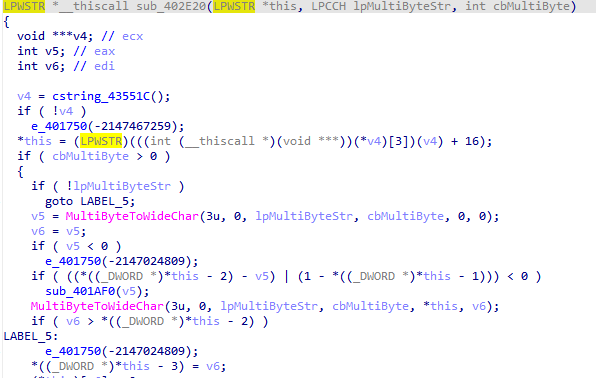 LPWSTR *__thiscall sub_402E20(LPWSTR *this, LPCCH lpMultiByteStr, int cbMultiByte)
{
  void ***v4; // ecx
  int v5; // eax
  int v6; // edi

  v4 = cstring_43551C();
  if ( !v4 )
    e_401750(-2147467259);
  *this = (LPWSTR)(((int (__thiscall *)(void ***))(*v4)[3])(v4) + 16);
  if ( cbMultiByte > 0 )
  {
    if ( !lpMultiByteStr )
      goto LABEL_5;
    v5 = MultiByteToWideChar(3u, 0, lpMultiByteStr, cbMultiByte, 0, 0);
    v6 = v5;
    if ( v5 < 0 )
      e_401750(-2147024809);
    if ( ((*((_DWORD *)*this - 2) - v5) | (1 - *((_DWORD *)*this - 1))) < 0 )
      sub_401AF0(v5);
    MultiByteToWideChar(3u, 0, lpMultiByteStr, cbMultiByte, *this, v6);
    if ( v6 > *((_DWORD *)*this - 2) )
LABEL_5:
      e_401750(-2147024809);
    *((_DWORD *)*this - 3) = v6;